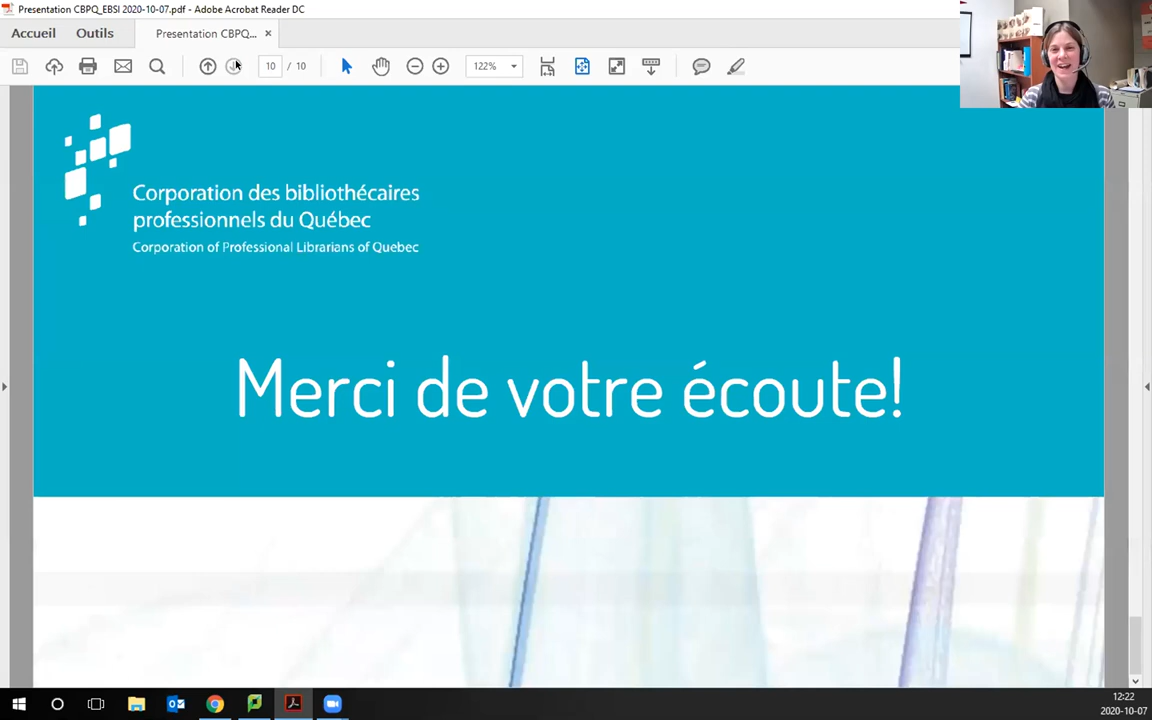 Presentation CBPQ_EBSI 2020-10-07.pdf - Adobe Acrobat Reader DC
Accueil Outils Presentation CBPQ... ×
10 / 10 122%
Corporation des bibliothécaires
professionnels du Québec
Corporation of Professional Librarians of Quebec
Merci de votre écoute!
12:22
2020-10-07